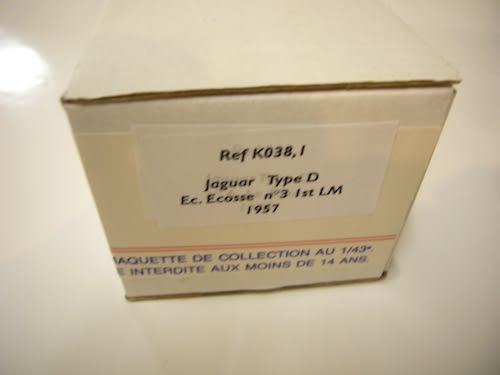 Ref K038,1
Jaguar Type D
Ec. Ecosse n°3 1st LM
1957
MAQUETTE DE COLLECTION AU 1/43e.
E INTERDITE AUX MOINS DE 14 ANS.